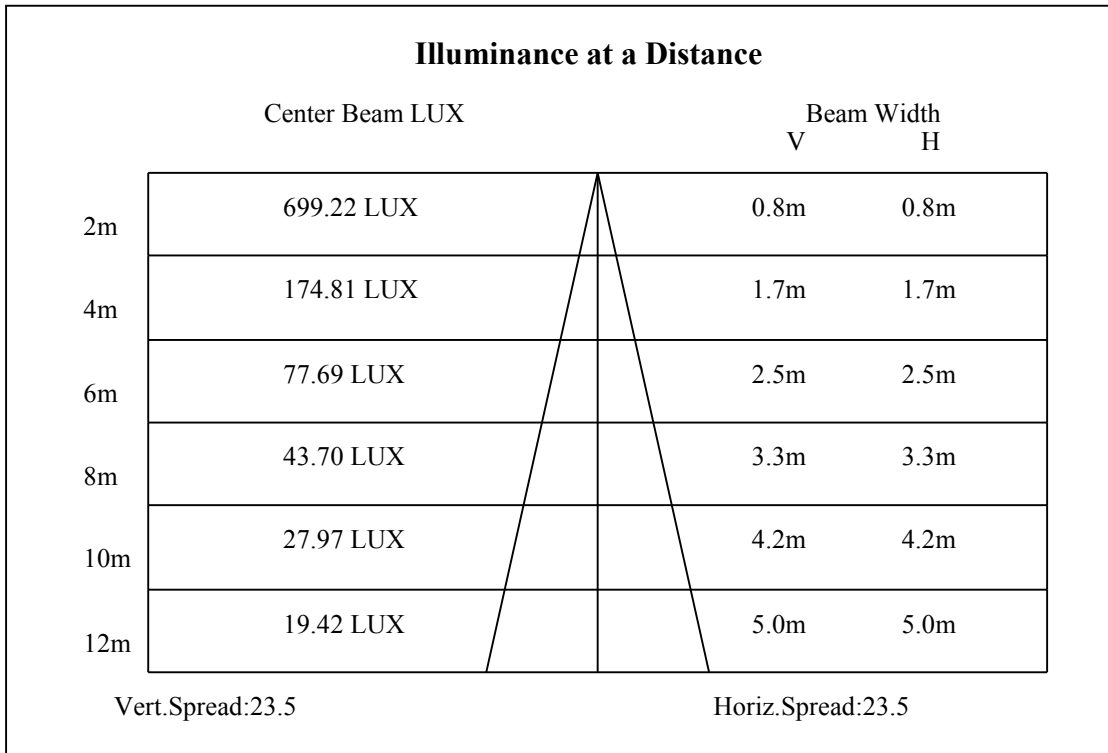 Illuminance at a Distance
Center Beam LUX Beam Width
V H
2m 699.22 LUX 0.8m 0.8m
4m 174.81 LUX 1.7m 1.7m
6m 77.69 LUX 2.5m 2.5m
8m 43.70 LUX 3.3m 3.3m
10m 27.97 LUX 4.2m 4.2m
12m 19.42 LUX 5.0m 5.0m
Vert.Spread:23.5 Horiz.Spread:23.5